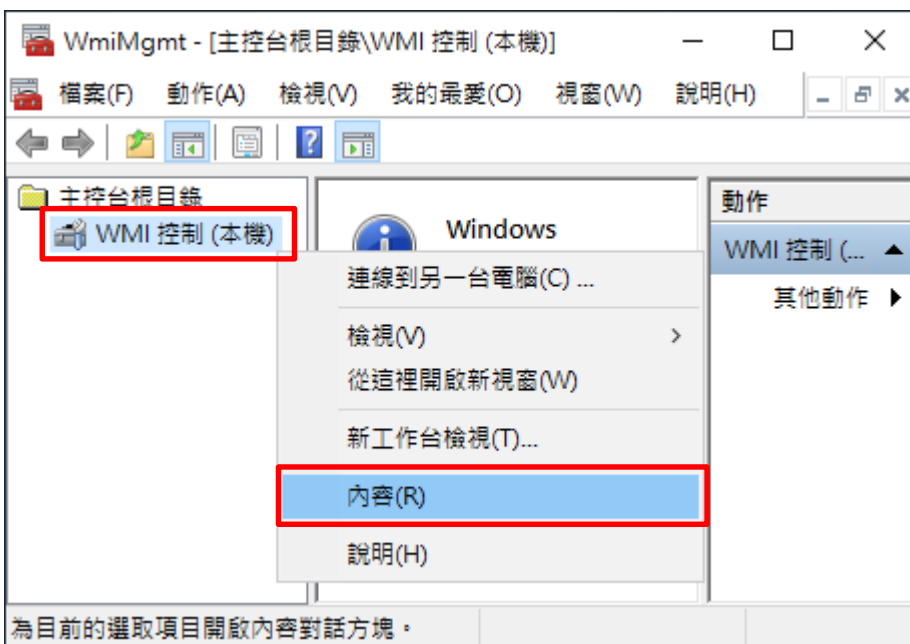 WmiMgmt - [主控台根目錄\WMI 控制 (本機)]
檔案(F) 動作(A) 檢視(V) 我的最愛(O) 視窗(W) 說明(H)
主控台根目錄
WMI 控制 (本機)
Windows
動作
WMI 控制 (...
其他動作
連線到另一台電腦(C) ...
檢視(V)
從這裡開啟新視窗(W)
新工作台檢視(T)...
內容(R)
說明(H)
為目前的選取項目開啟內容對話方塊。